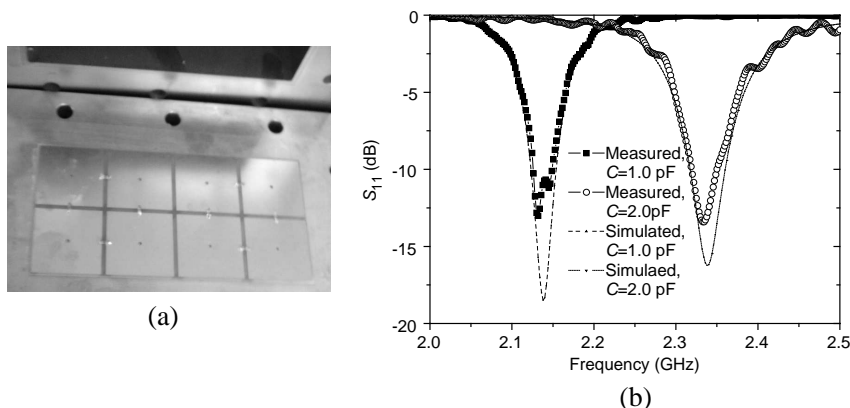 0
-5
-10
-15
-20
S11 (dB)
Measured,
C=1.0 pF
Measured,
C=2.0pF
Simulated,
C=1.0 pF
Simulaed,
C=2.0 pF
2.0 2.1 2.2 2.3 2.4 2.5
Frequency (GHz)
(a)
(b)